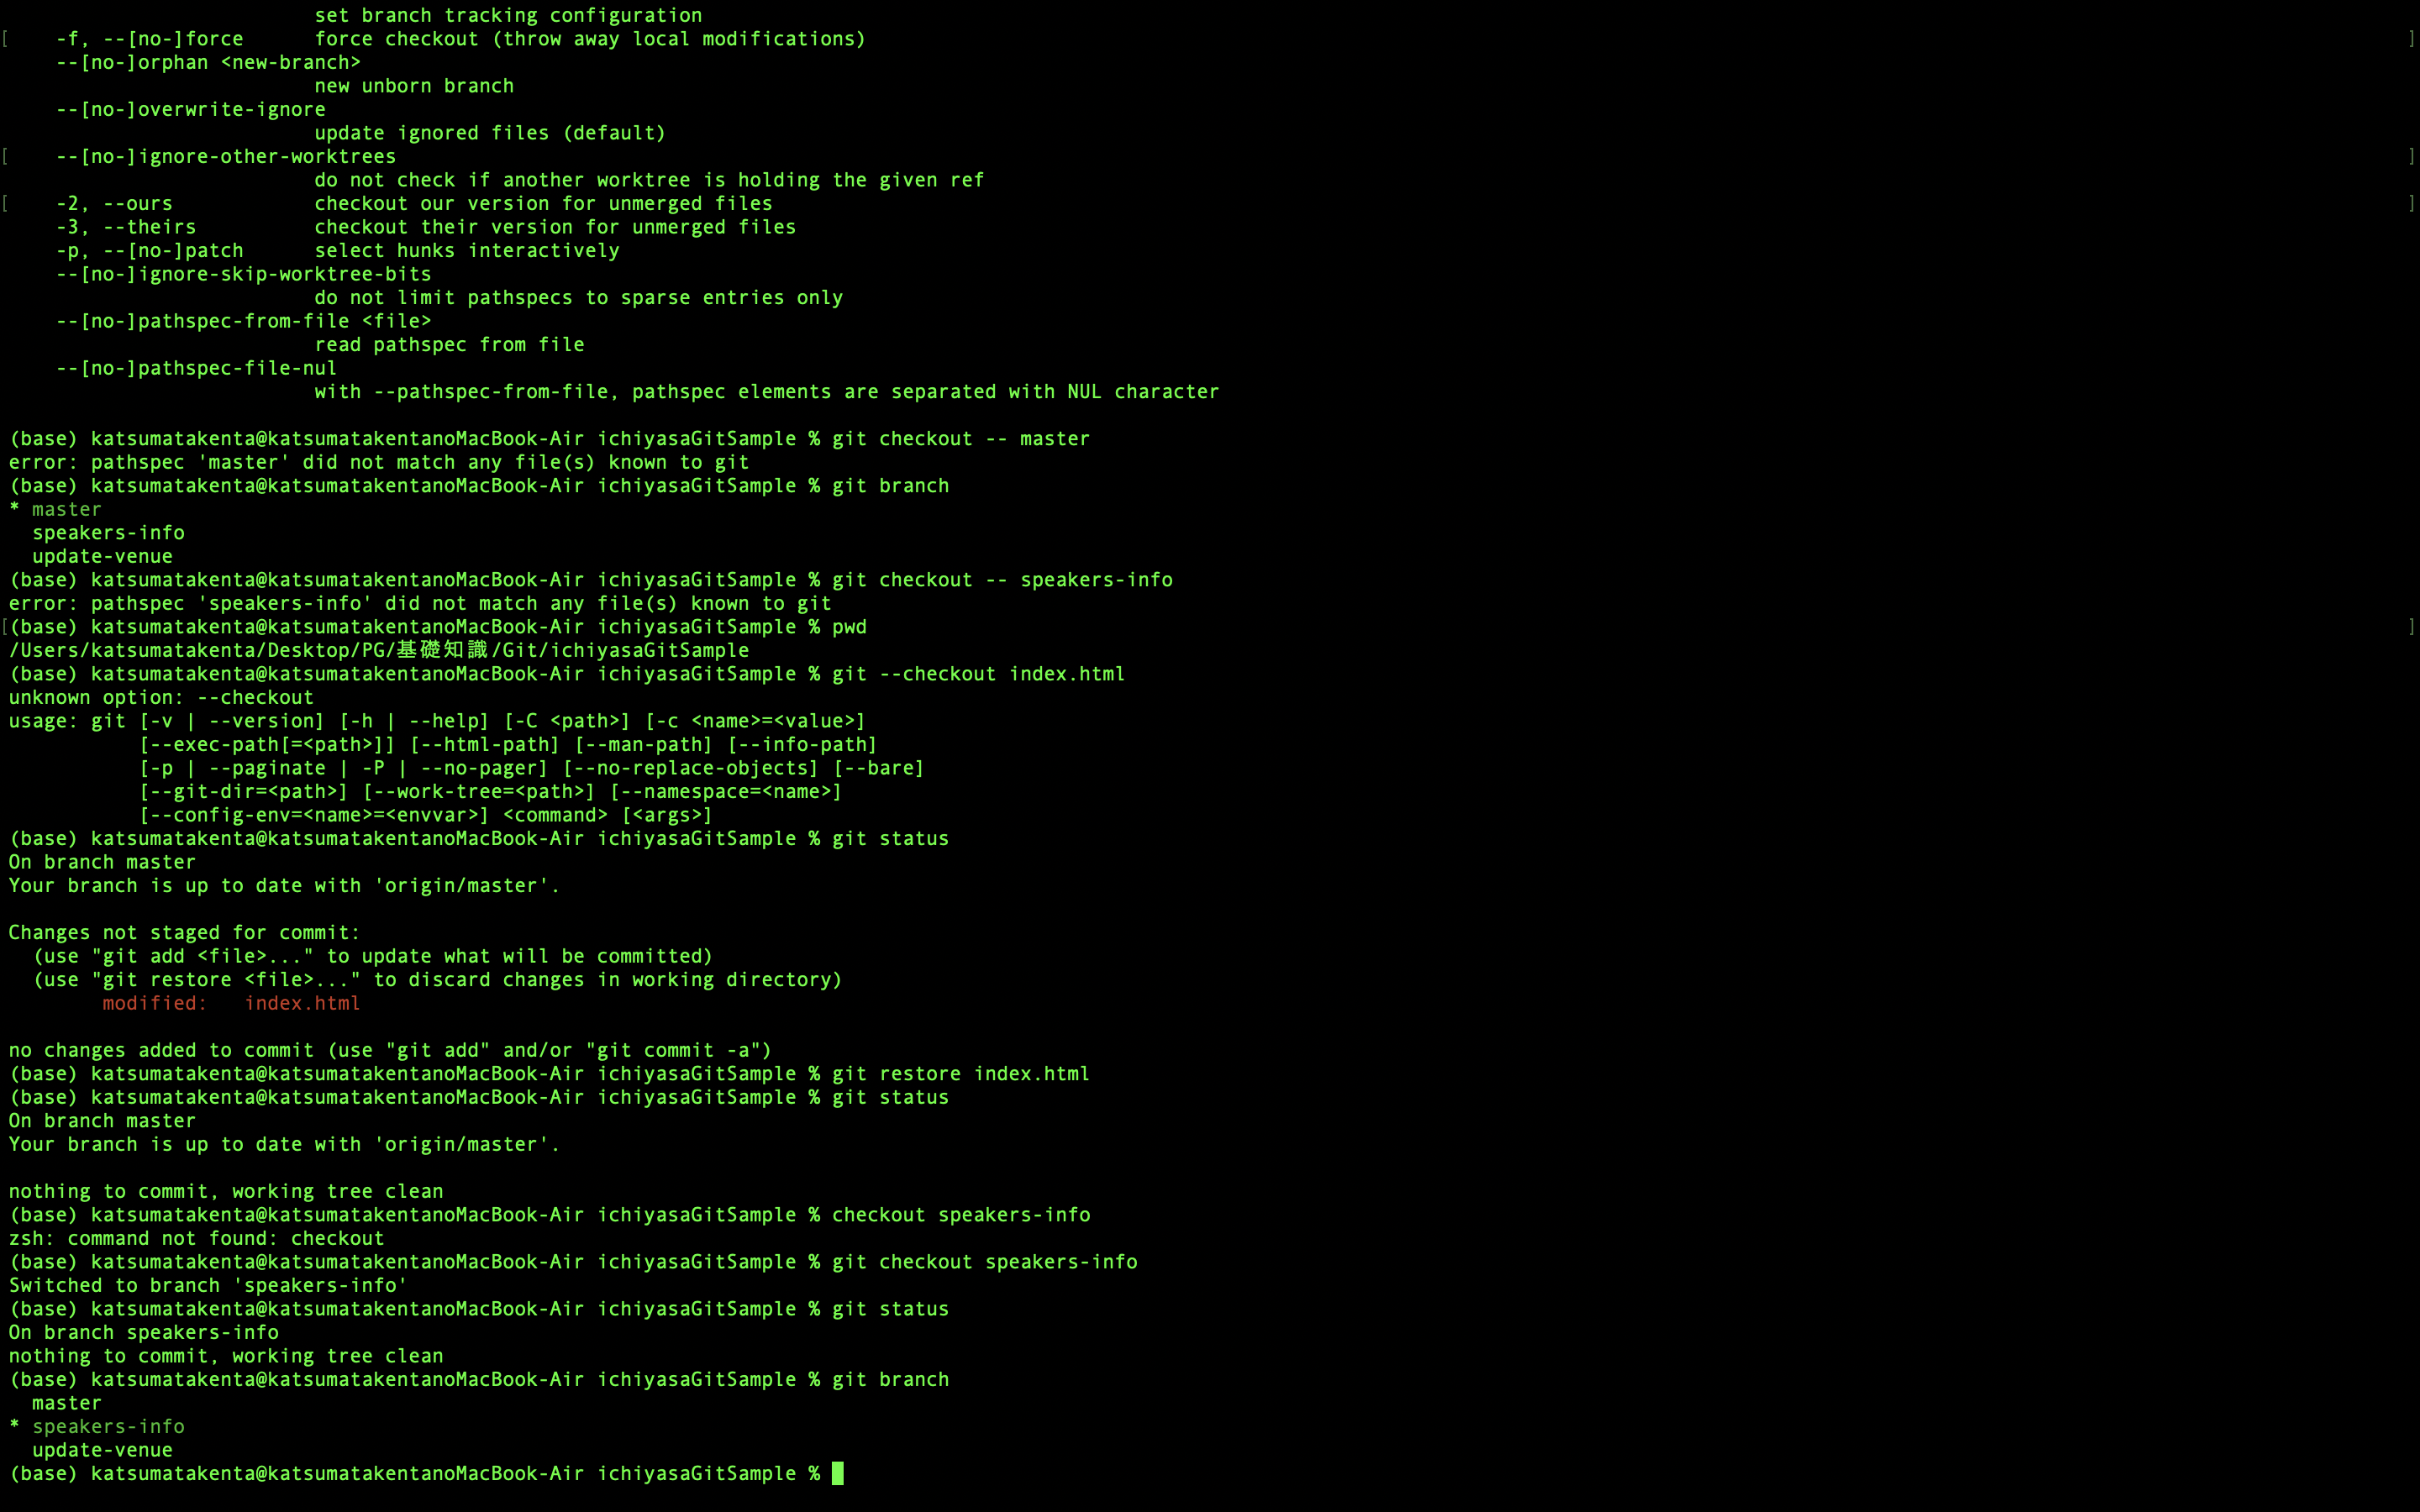 set branch tracking configuration
[    -f, --[no-]force      force checkout (throw away local modifications) ]
    --[no-]orphan <new-branch>
                          new unborn branch
    --[no-]overwrite-ignore
                          update ignored files (default)
[    --[no-]ignore-other-worktrees ]
                          do not check if another worktree is holding the given ref
[    -2, --ours            checkout our version for unmerged files ]
    -3, --theirs          checkout their version for unmerged files
    -p, --[no-]patch      select hunks interactively
    --[no-]ignore-skip-worktree-bits
                          do not limit pathspecs to sparse entries only
    --[no-]pathspec-from-file <file>
                          read pathspec from file
    --[no-]pathspec-file-nul
                          with --pathspec-from-file, pathspec elements are separated with NUL character

(base) katsumatakenta@katsumatakentanoMacBook-Air ichiyasaGitSample % git checkout -- master
error: pathspec 'master' did not match any file(s) known to git
(base) katsumatakenta@katsumatakentanoMacBook-Air ichiyasaGitSample % git branch
* master
  speakers-info
  update-venue
(base) katsumatakenta@katsumatakentanoMacBook-Air ichiyasaGitSample % git checkout -- speakers-info
error: pathspec 'speakers-info' did not match any file(s) known to git
[(base) katsumatakenta@katsumatakentanoMacBook-Air ichiyasaGitSample % pwd ]
/Users/katsumatakenta/Desktop/PG/基礎知識/Git/ichiyasaGitSample
(base) katsumatakenta@katsumatakentanoMacBook-Air ichiyasaGitSample % git --checkout index.html
unknown option: --checkout
usage: git [-v | --version] [-h | --help] [-C <path>] [-c <name>=<value>]
           [--exec-path[=<path>]] [--html-path] [--man-path] [--info-path]
           [-p | --paginate | -P | --no-pager] [--no-replace-objects] [--bare]
           [--git-dir=<path>] [--work-tree=<path>] [--namespace=<name>]
           [--config-env=<name>=<envvar>] <command> [<args>]
(base) katsumatakenta@katsumatakentanoMacBook-Air ichiyasaGitSample % git status
On branch master
Your branch is up to date with 'origin/master'.

Changes not staged for commit:
  (use "git add <file>..." to update what will be committed)
  (use "git restore <file>..." to discard changes in working directory)
        modified:   index.html

no changes added to commit (use "git add" and/or "git commit -a")
(base) katsumatakenta@katsumatakentanoMacBook-Air ichiyasaGitSample % git restore index.html
(base) katsumatakenta@katsumatakentanoMacBook-Air ichiyasaGitSample % git status
On branch master
Your branch is up to date with 'origin/master'.

nothing to commit, working tree clean
(base) katsumatakenta@katsumatakentanoMacBook-Air ichiyasaGitSample % checkout speakers-info
zsh: command not found: checkout
(base) katsumatakenta@katsumatakentanoMacBook-Air ichiyasaGitSample % git checkout speakers-info
Switched to branch 'speakers-info'
(base) katsumatakenta@katsumatakentanoMacBook-Air ichiyasaGitSample % git status
On branch speakers-info
nothing to commit, working tree clean
(base) katsumatakenta@katsumatakentanoMacBook-Air ichiyasaGitSample % git branch
  master
* speakers-info
  update-venue
(base) katsumatakenta@katsumatakentanoMacBook-Air ichiyasaGitSample %